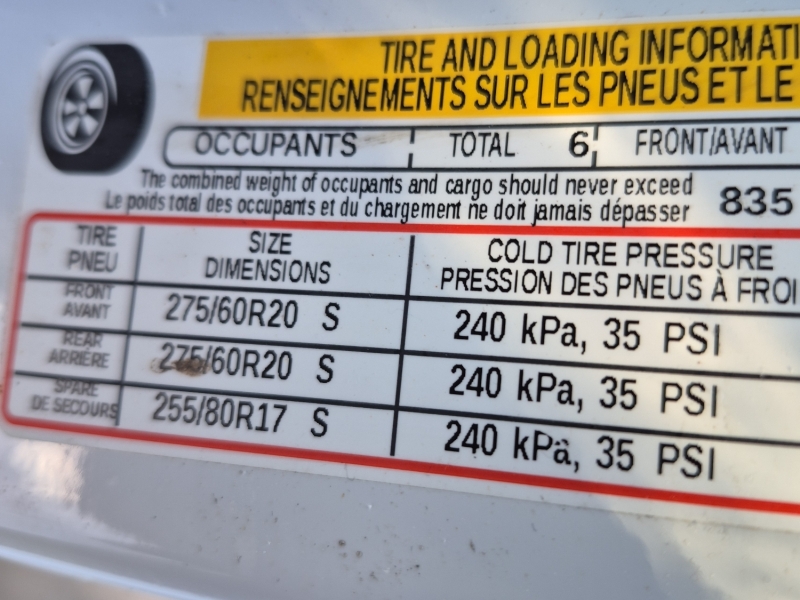 TIRE AND LOADING INFORMATI
RENSEIGNEMENTS SUR LES PNEUS ET LE
OCCUPANTS TOTAL 6 FRONT/AVANT
The combined weight of occupants and cargo should never exceed
Le poids total des occupants et du chargement ne doit jamais dépasser
835
TIRE
PNEU
SIZE
DIMENSIONS
COLD TIRE PRESSURE
PRESSION DES PNEUS À FROI
FRONT
AVANT
275/60R20 S
240 kPa, 35 PSI
REAR
ARRIÈRE
275/60R20 S
240 kPa, 35 PSI
SPARE
DE SECOURS
255/80R17 S
240 kPa, 35 PSI